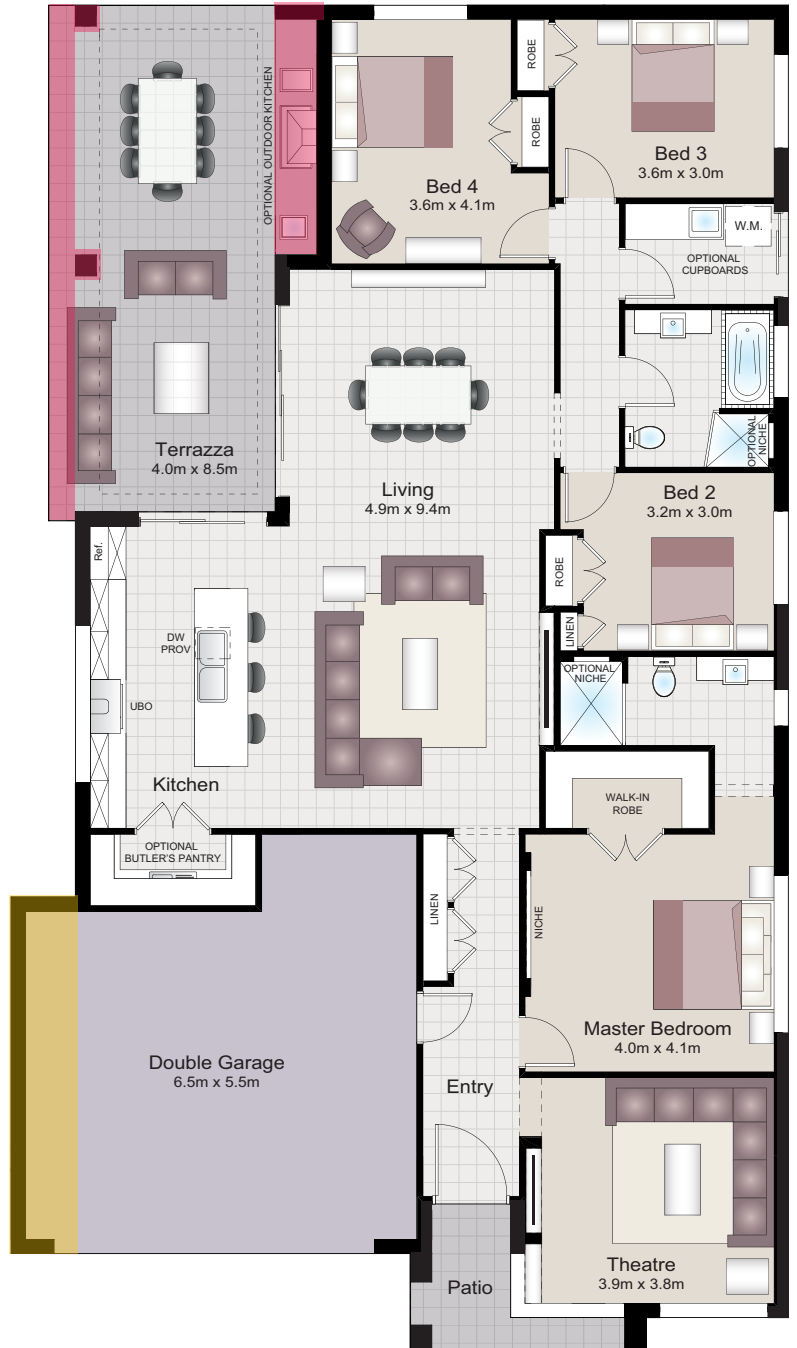 OPTIONAL OUTDOOR KITCHEN
ROBE
ROBE
Bed 3
3.6m x 3.0m
Bed 4
3.6m x 4.1m
W.M.
OPTIONAL
CUPBOARDS
Terrazza
4.0m x 8.5m
OPTIONAL
NICHE
Living
4.9m x 9.4m
Bed 2
3.2m x 3.0m
Ref.
ROBE
DW
PROV
LINEN
OPTIONAL
NICHE
UBO
Kitchen
WALK-IN
ROBE
OPTIONAL
BUTLER'S PANTRY
LINEN
NICHE
Master Bedroom
4.0m x 4.1m
Double Garage
6.5m x 5.5m
Entry
Theatre
3.9m x 3.8m
Patio